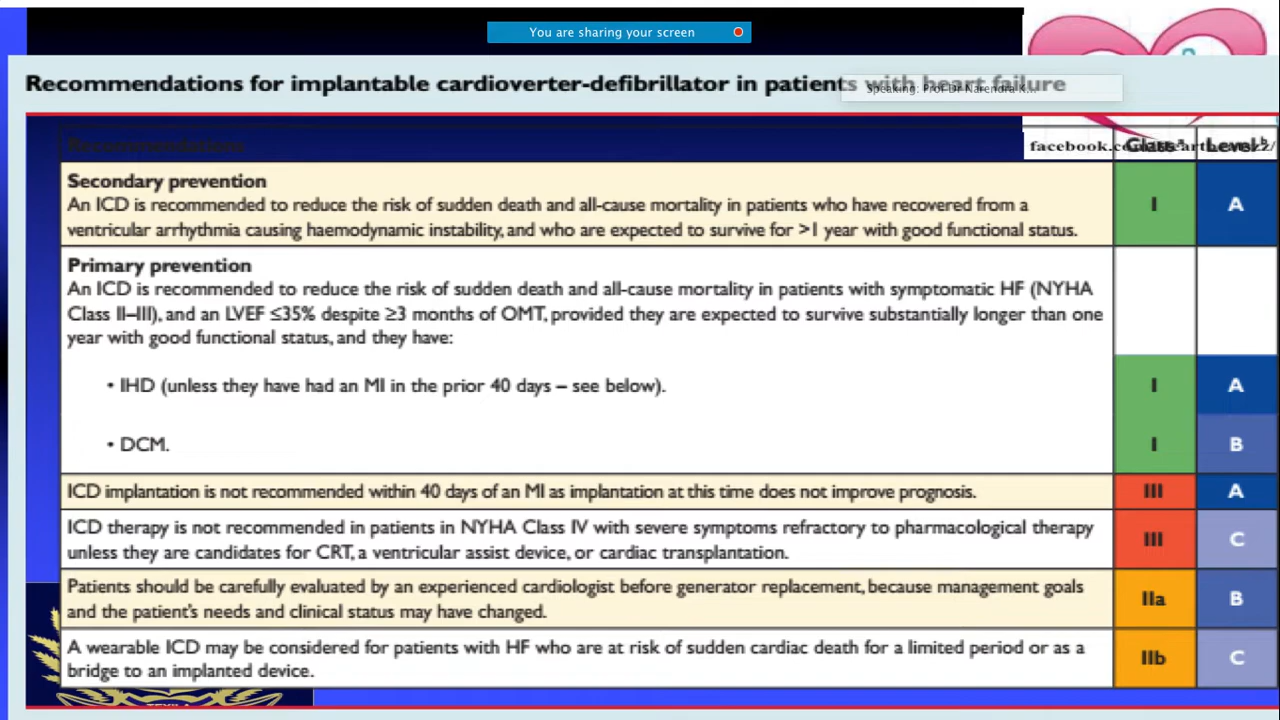 You are sharing your screen
Recommendations for implantable cardioverter-defibrillator in patients with heart failure
Speaking: Prof Dr Narendra K...
Recommendation
Class a
Level b
facebook.com/
Secondary prevention
An ICD is recommended to reduce the risk of sudden death and all-cause mortality in patients who have recovered from a
ventricular arrhythmia causing haemodynamic instability, and who are expected to survive for >1 year with good functional status.
I
A
Primary prevention
An ICD is recommended to reduce the risk of sudden death and all-cause mortality in patients with symptomatic HF (NYHA
Class II–III), and an LVEF ≤35% despite ≥3 months of OMT, provided they are expected to survive substantially longer than one
year with good functional status, and they have:
• IHD (unless they have had an MI in the prior 40 days – see below).
I
A
• DCM.
I
B
ICD implantation is not recommended within 40 days of an MI as implantation at this time does not improve prognosis.
III
A
ICD therapy is not recommended in patients in NYHA Class IV with severe symptoms refractory to pharmacological therapy
unless they are candidates for CRT, a ventricular assist device, or cardiac transplantation.
III
C
Patients should be carefully evaluated by an experienced cardiologist before generator replacement, because management goals
and the patient's needs and clinical status may have changed.
IIa
B
A wearable ICD may be considered for patients with HF who are at risk of sudden cardiac death for a limited period or as a
bridge to an implanted device.
IIb
C